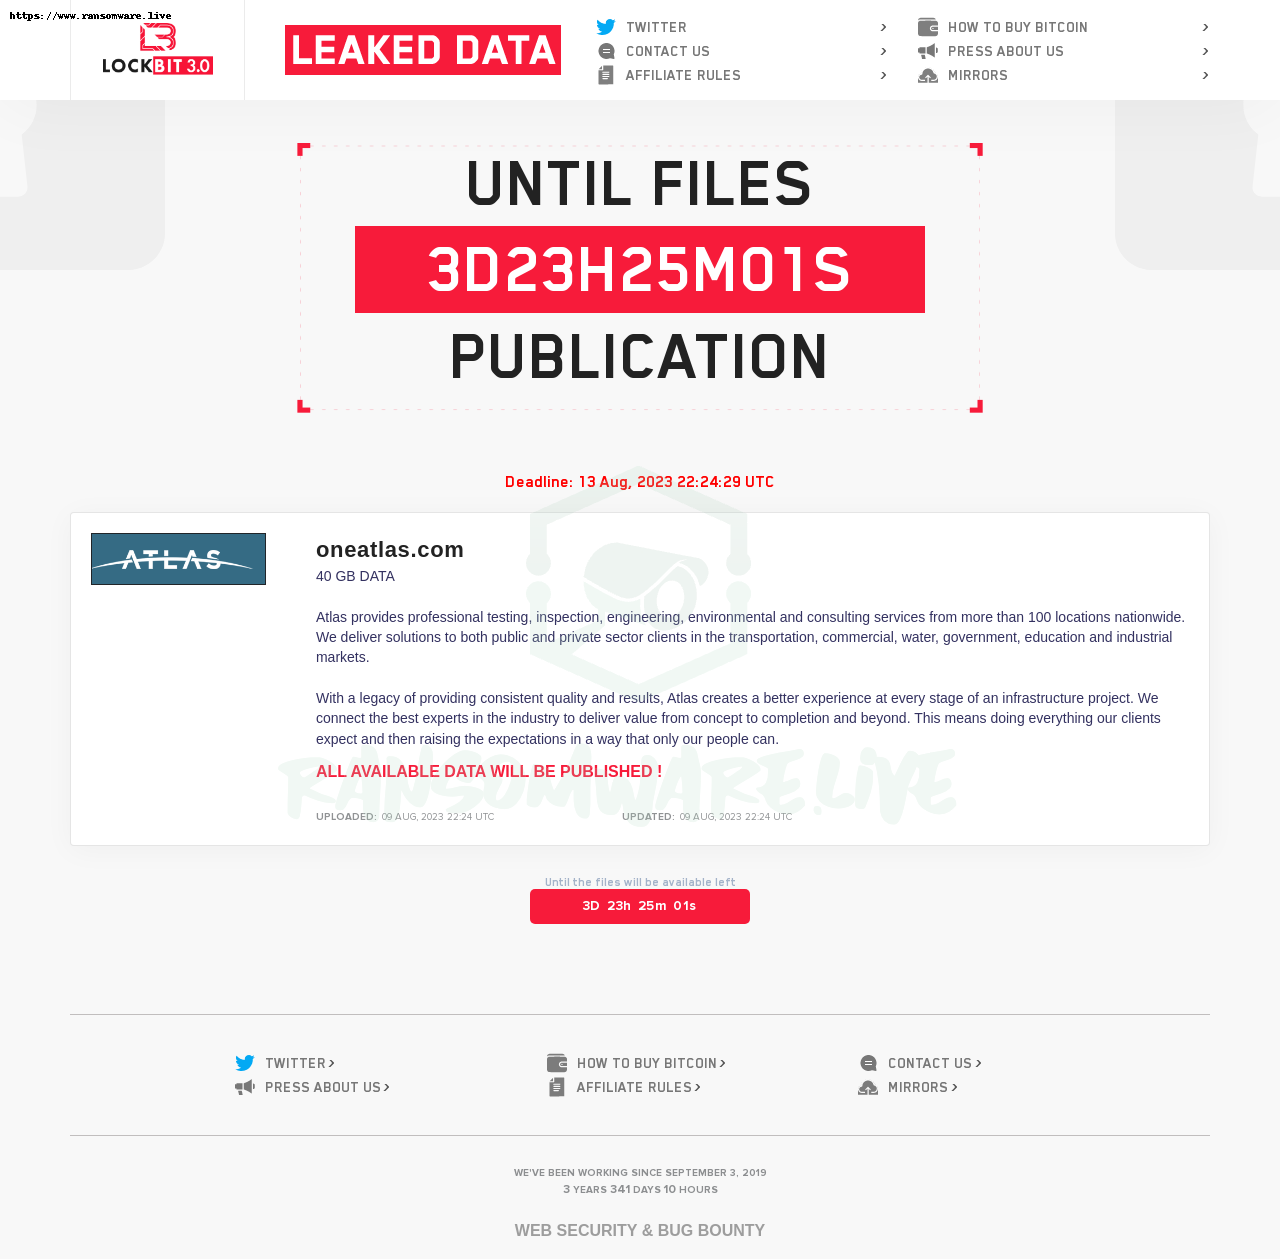 https://www.ransomware.live
LOCKBIT 3.0
LEAKED DATA
TWITTER >
CONTACT US >
AFFILIATE RULES >
HOW TO BUY BITCOIN >
PRESS ABOUT US >
MIRRORS >
UNTIL FILES
3D23H25M01S
PUBLICATION
Deadline: 13 Aug, 2023 22:24:29 UTC
ATLAS
oneatlas.com
40 GB DATA
Atlas provides professional testing, inspection, engineering, environmental and consulting services from more than 100 locations nationwide.
We deliver solutions to both public and private sector clients in the transportation, commercial, water, government, education and industrial
markets.
With a legacy of providing consistent quality and results, Atlas creates a better experience at every stage of an infrastructure project. We
connect the best experts in the industry to deliver value from concept to completion and beyond. This means doing everything our clients
expect and then raising the expectations in a way that only our people can.
ALL AVAILABLE DATA WILL BE PUBLISHED !
RANSOMWARE.LIVE
UPLOADED: 09 AUG, 2023 22:24 UTC
UPDATED: 09 AUG, 2023 22:24 UTC
Until the files will be available left
3D 23h 25m 01s
TWITTER >
HOW TO BUY BITCOIN >
CONTACT US >
PRESS ABOUT US >
AFFILIATE RULES >
MIRRORS >
WE'VE BEEN WORKING SINCE SEPTEMBER 3, 2019
3 YEARS 341 DAYS 10 HOURS
WEB SECURITY & BUG BOUNTY